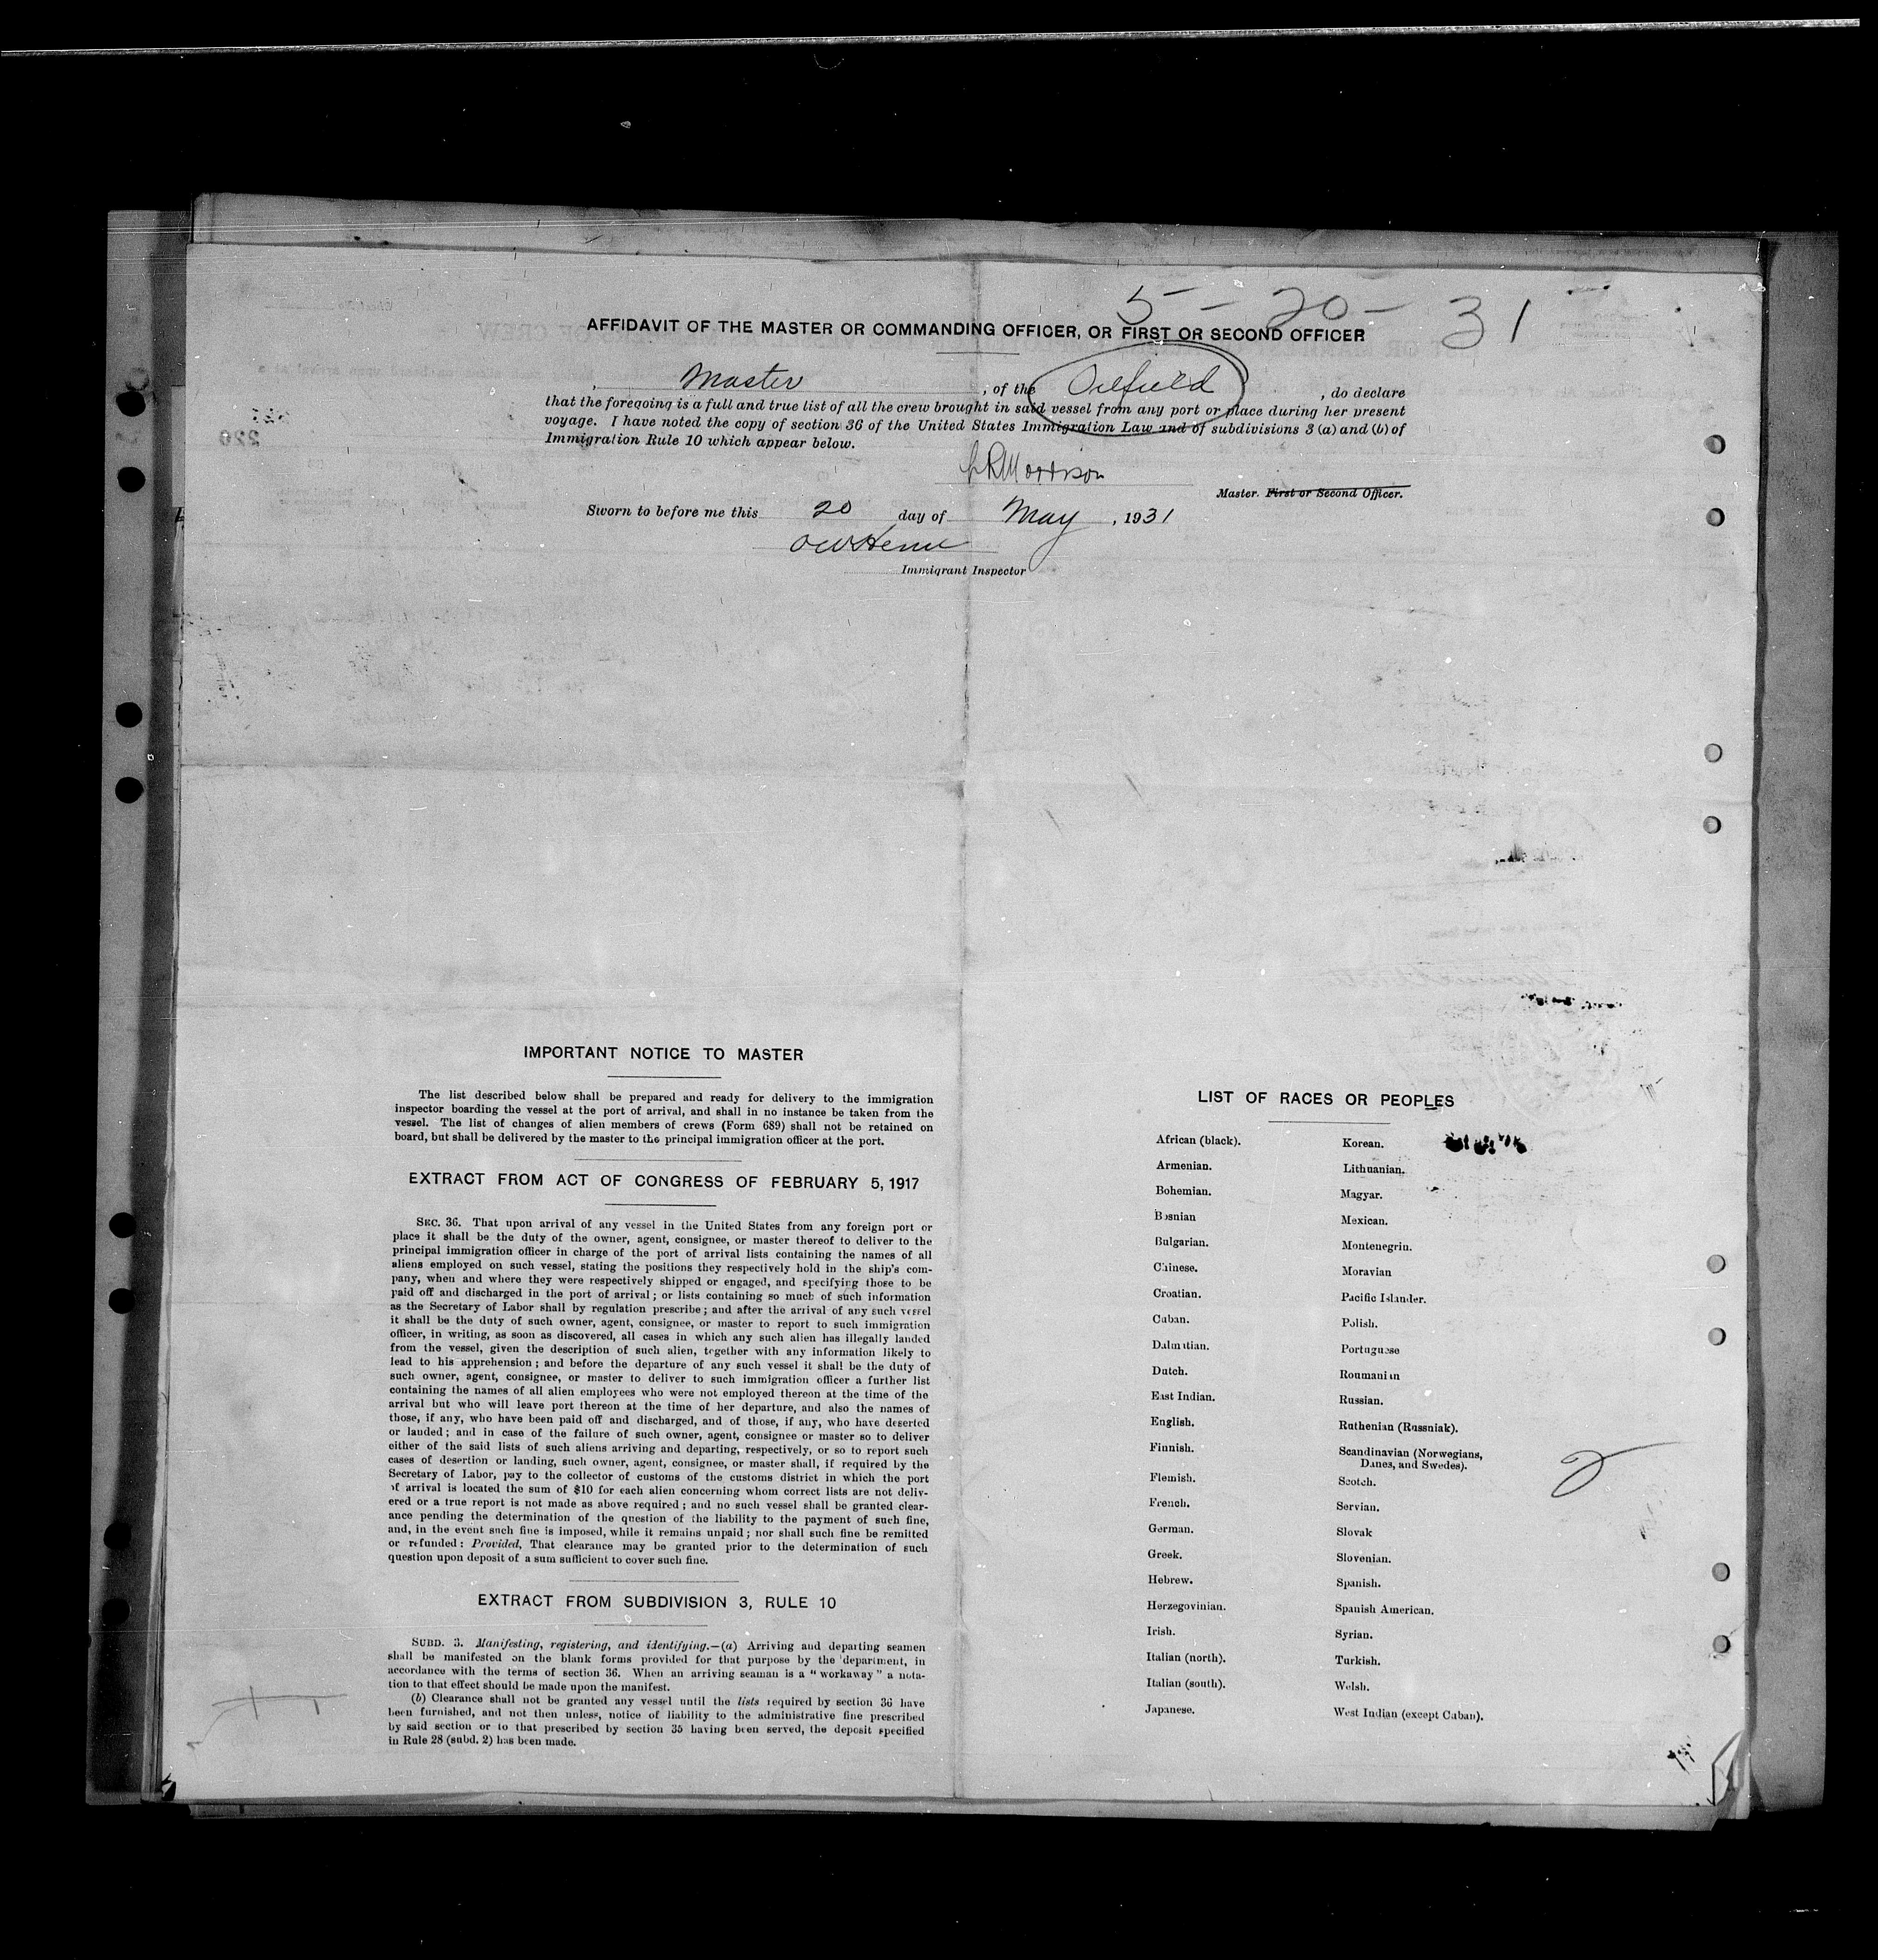 5 - 20 - 31
AFFIDAVIT OF THE MASTER OR COMMANDING OFFICER, OR FIRST OR SECOND OFFICER
Master, of the Oilfield, do declare
that the foregoing is a full and true list of all the crew brought in said vessel from any port or place during her present
voyage. I have noted the copy of section 36 of the United States Immigration Law and of subdivisions 3 (a) and (b) of
Immigration Rule 10 which appear below.
Morrison
Master. First or Second Officer.
Sworn to before me this 20 day of May, 1931
Immigrant Inspector
IMPORTANT NOTICE TO MASTER
The list described below shall be prepared and ready for delivery to the immigration
inspector boarding the vessel at the port of arrival, and shall in no instance be taken from the
vessel. The list of changes of alien members of crews (Form 689) shall not be retained on
board, but shall be delivered by the master to the principal immigration officer at the port.
EXTRACT FROM ACT OF CONGRESS OF FEBRUARY 5, 1917
SEC. 36. That upon arrival of any vessel in the United States from any foreign port or
place it shall be the duty of the owner, agent, consignee, or master thereof to deliver to the
principal immigration officer in charge of the port of arrival lists containing the names of all
aliens employed on such vessel, stating the positions they respectively hold in the ship's com-
pany, when and where they were respectively shipped or engaged, and specifying those to be
paid off and discharged in the port of arrival; or lists containing so much of such information
as the Secretary of Labor shall by regulation prescribe; and after the arrival of any such vessel
it shall be the duty of such owner, agent, consignee, or master to report to such immigration
officer, in writing, as soon as discovered, all cases in which any such alien has illegally landed
from the vessel, given the description of such alien, together with any information likely to
lead to his apprehension; and before the departure of any such vessel it shall be the duty of
such owner, agent, consignee, or master to deliver to such immigration officer a further list
containing the names of all alien employees who were not employed thereon at the time of the
arrival but who will leave port thereon at the time of her departure, and also the names of
those, if any, who have been paid off and discharged, and of those, if any, who have deserted
or landed; and in case of the failure of such owner, agent, consignee or master so to deliver
either of the said lists of such aliens arriving and departing, respectively, or so to report such
cases of desertion or landing, such owner, agent, consignee, or master shall, if required by the
Secretary of Labor, pay to the collector of customs of the customs district in which the port
of arrival is located the sum of $10 for each alien concerning whom correct lists are not deliv-
ered or a true report is not made as above required; and no such vessel shall be granted clear-
ance pending the determination of the question of the liability to the payment of such fine,
and, in the event such fine is imposed, while it remains unpaid; nor shall such fine be remitted
or refunded: Provided, That clearance may be granted prior to the determination of such
question upon deposit of a sum sufficient to cover such fine.
EXTRACT FROM SUBDIVISION 3, RULE 10
SUBD. 3. Manifesting, registering, and identifying.—(a) Arriving and departing seamen
shall be manifested on the blank forms provided for that purpose by the department, in
accordance with the terms of section 36. When an arriving seaman is a "workaway" a nota-
tion to that effect should be made upon the manifest.
(b) Clearance shall not be granted any vessel until the lists required by section 36 have
been furnished, and not then unless, notice of liability to the administrative fine prescribed
by said section or to that prescribed by section 35 having been served, the deposit specified
in Rule 28 (subd. 2) has been made.
LIST OF RACES OR PEOPLES
African (black).
Armenian.
Bohemian.
Bosnian
Bulgarian.
Chinese.
Croatian.
Cuban.
Dalmatian.
Dutch.
East Indian.
English.
Finnish.
Flemish.
French.
German.
Greek.
Hebrew.
Herzegovinian.
Irish.
Italian (north).
Italian (south).
Japanese.
Korean.
Lithuanian.
Magyar.
Mexican.
Montenegrin.
Moravian
Pacific Islander.
Polish.
Portuguese
Roumanian
Russian.
Ruthenian (Russniak).
Scandinavian (Norwegians,
Danes, and Swedes).
Scotch.
Servian.
Slovak
Slovenian.
Spanish.
Spanish American.
Syrian.
Turkish.
Welsh.
West Indian (except Cuban).